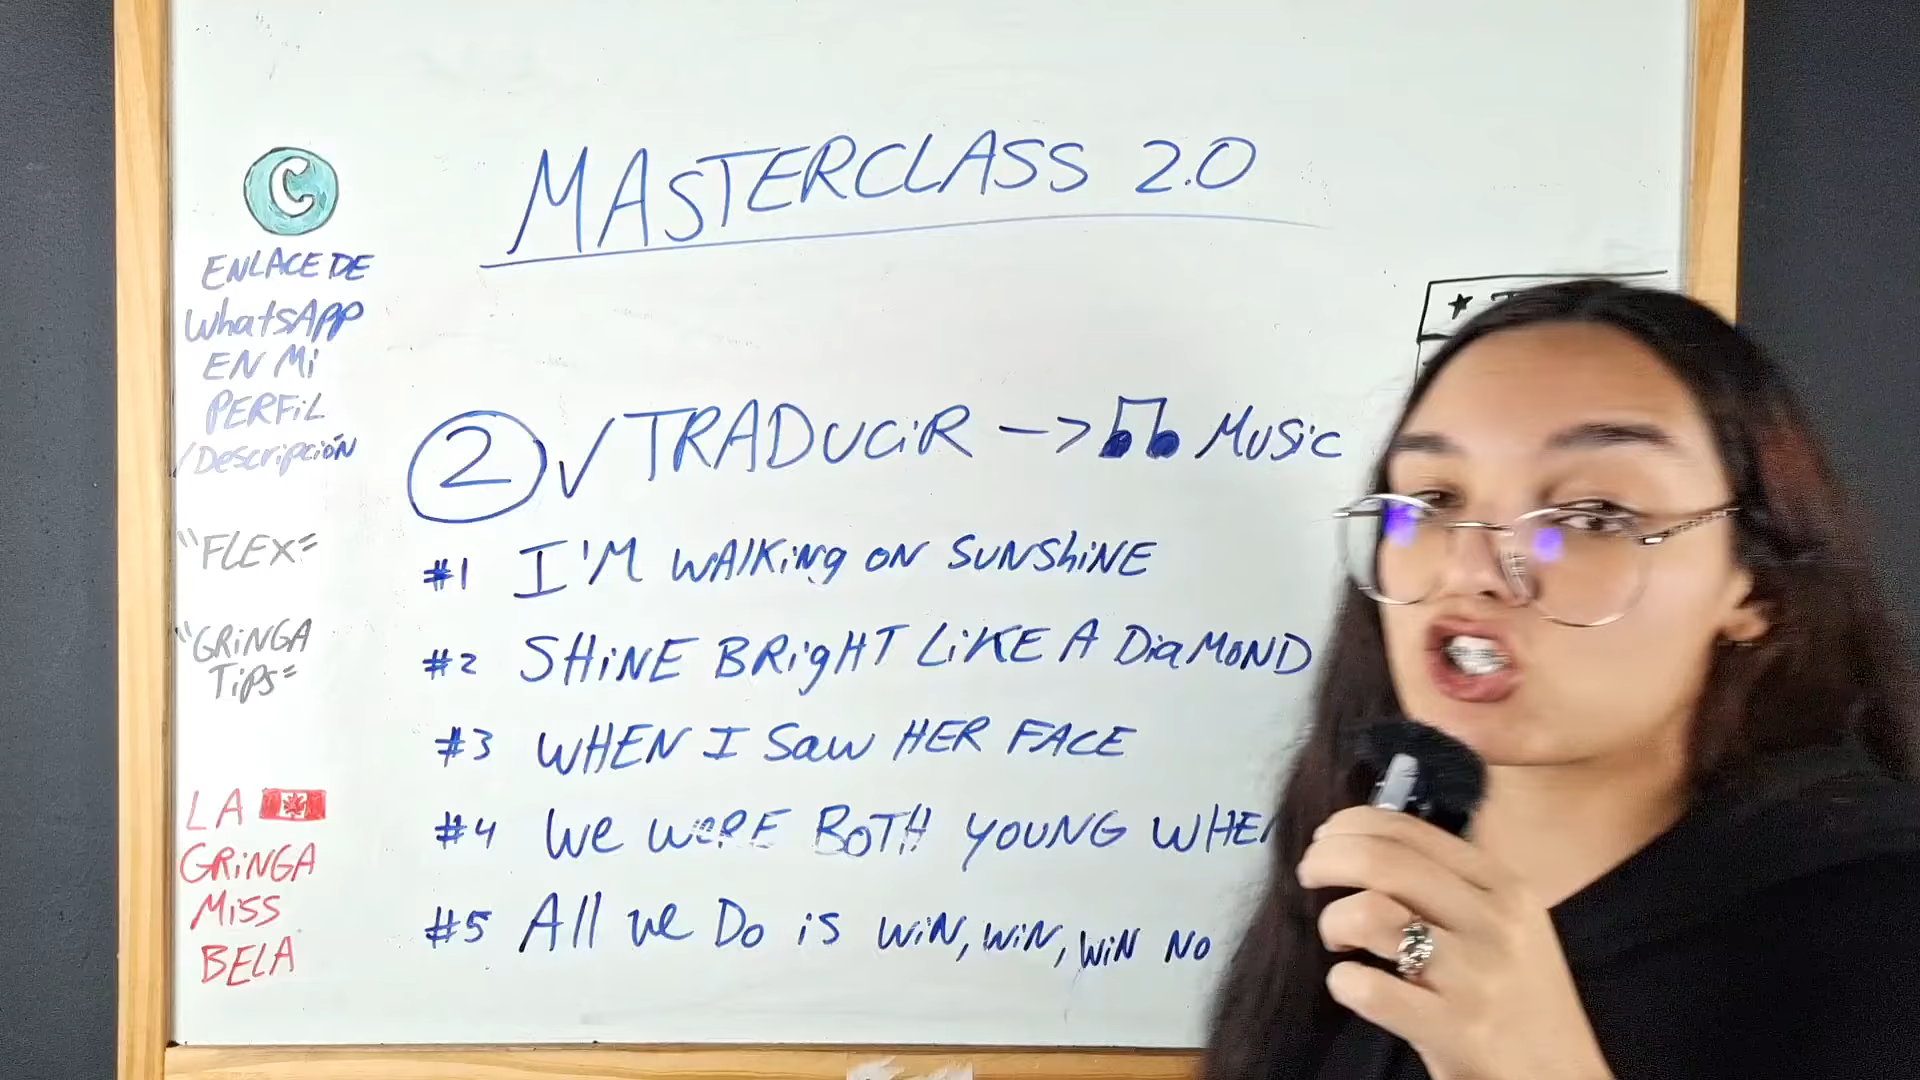 MASTERCLASS 2.0
C
ENLACE DE
WhatsApp
EN Mi
PERFiL
/Descripción
"FLEX"
"GRiNGA
TiPS"
LA
GRiNGA
MiSS
BELA
2 ✓ TRADUCiR -> Music
#1 I'M WALKiNg ON SUNShiNE
#2 SHiNE BRigHT LiKE A DiaMOND
#3 WHEN I Saw HER FACE
#4 We weRE BOTH YOUNG WHEN
#5 All we Do is WiN, WiN, WiN NO